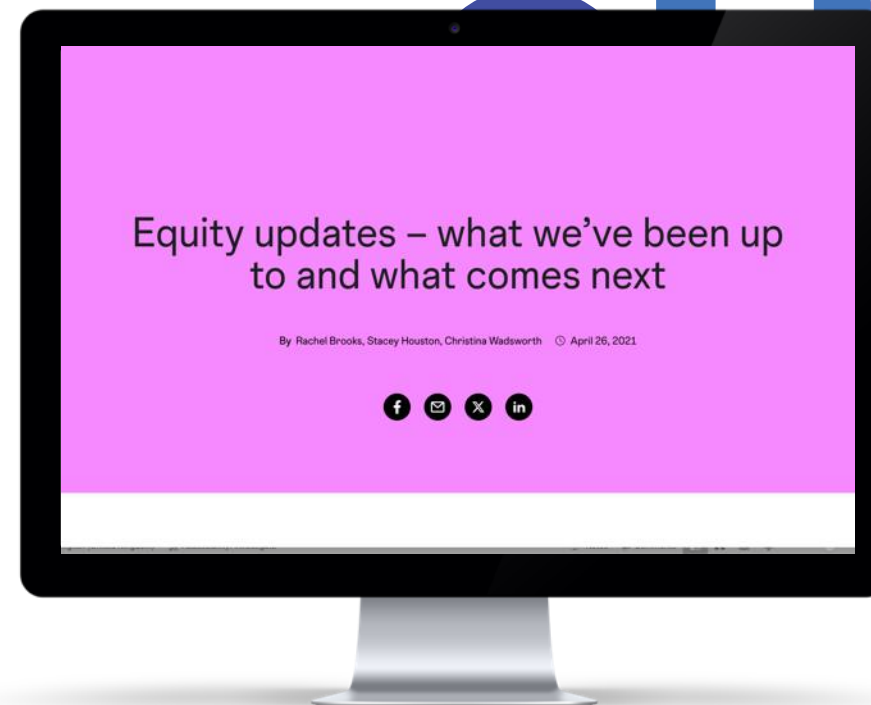 Equity updates – what we’ve been up
to and what comes next
By Rachel Brooks, Stacey Houston, Christina Wadsworth April 26, 2021